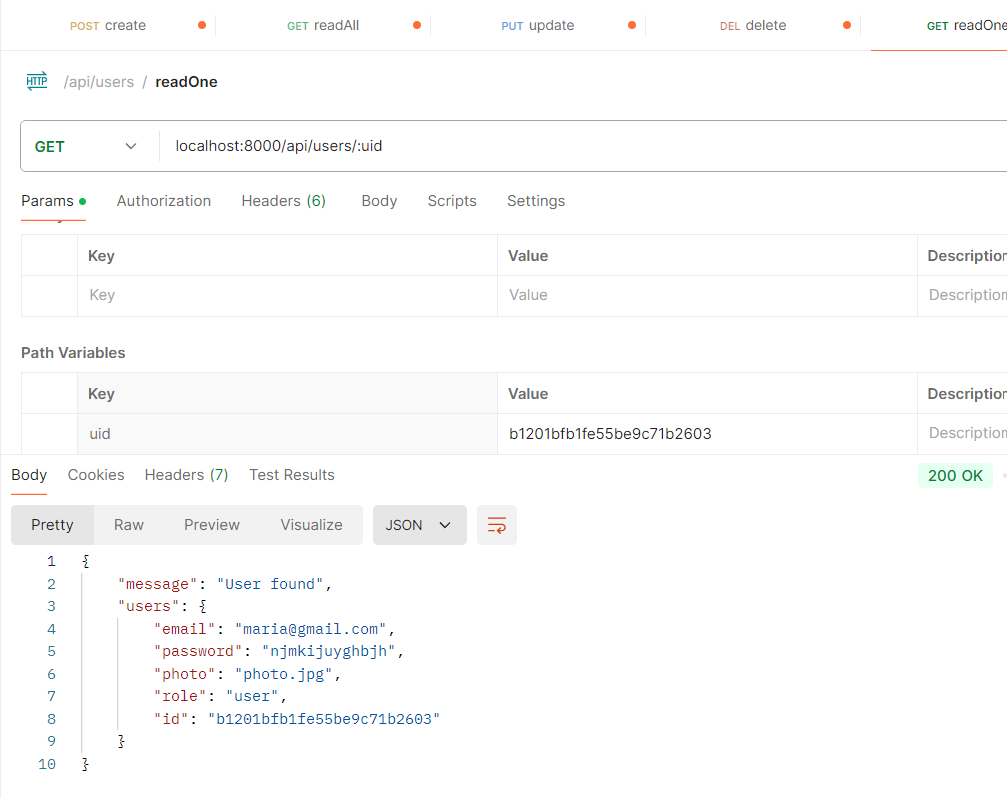 POST create GET readAll PUT update DEL delete GET readOne
HTTP /api/users / readOne
GET localhost:8000/api/users/:uid
Params Authorization Headers (6) Body Scripts Settings
Key Value Description
Key Value Description
Path Variables
Key Value Description
uid b1201bfb1fe55be9c71b2603 Description
Body Cookies Headers (7) Test Results 200 OK
Pretty Raw Preview Visualize JSON
1 {
2 "message": "User found",
3 "users": {
4 "email": "maria@gmail.com",
5 "password": "njmkijuyghbjh",
6 "photo": "photo.jpg",
7 "role": "user",
8 "id": "b1201bfb1fe55be9c71b2603"
9 }
10 }